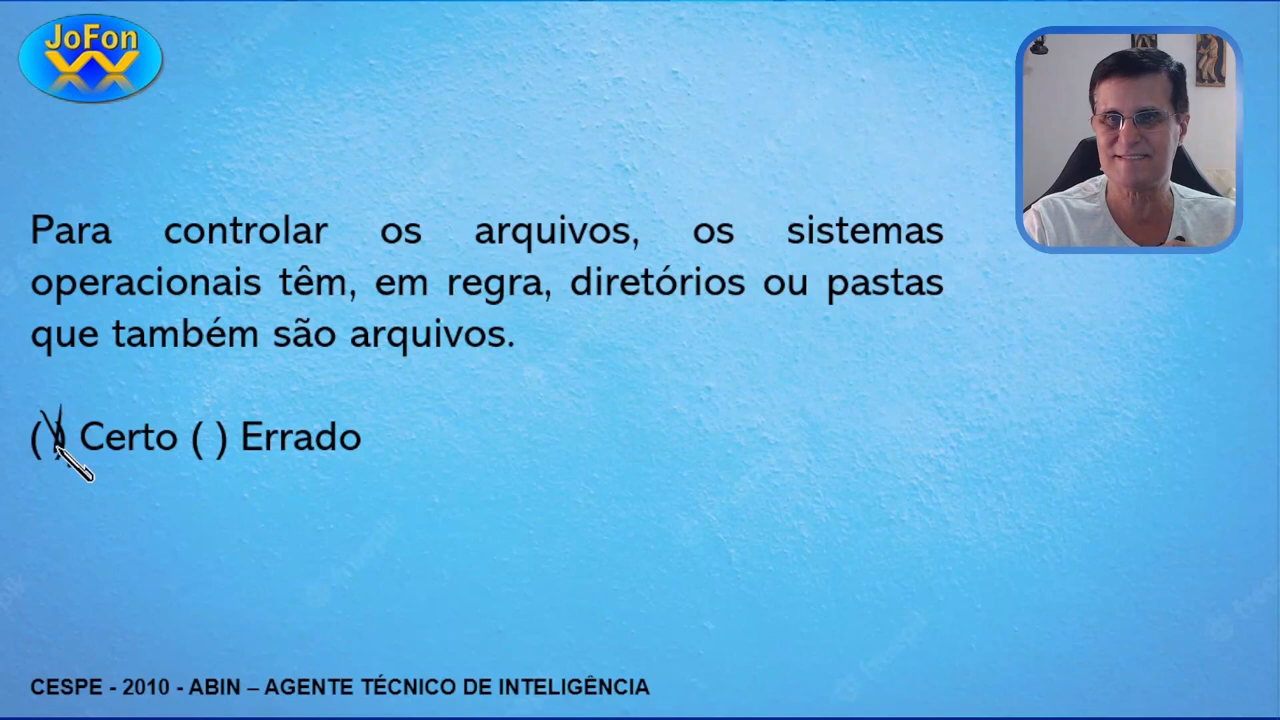 JoFon
Para controlar os arquivos, os sistemas
operacionais têm, em regra, diretórios ou pastas
que também são arquivos.
( ) Certo ( ) Errado
CESPE - 2010 - ABIN – AGENTE TÉCNICO DE INTELIGÊNCIA